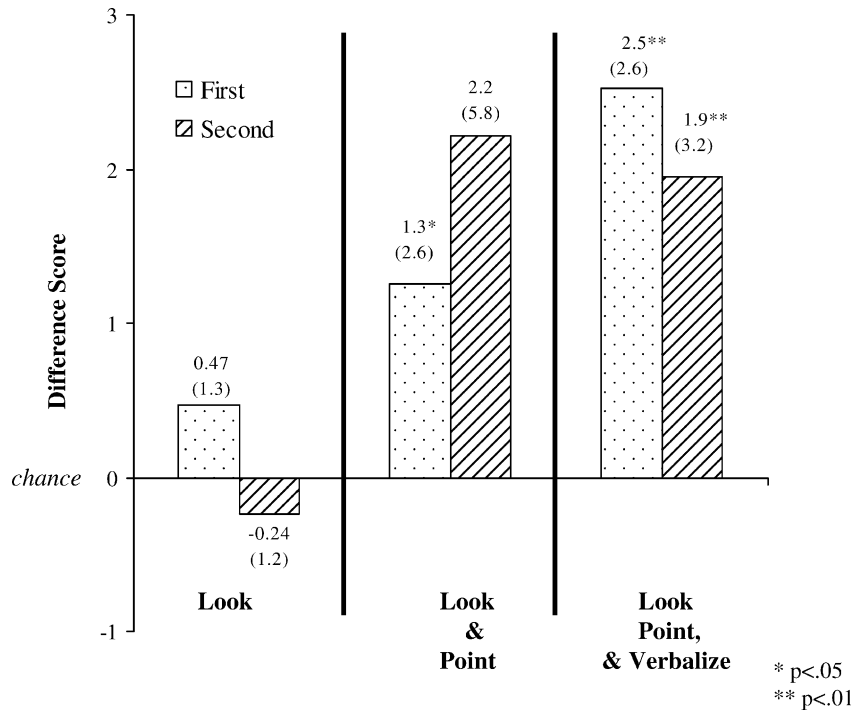 3
2
1
0
-1
chance
Difference Score
First
Second
0.47
(1.3)
-0.24
(1.2)
1.3*
(2.6)
2.2
(5.8)
2.5**
(2.6)
1.9**
(3.2)
Look
Look
&
Point
Look
Point,
& Verbalize
* p<.05
** p<.01